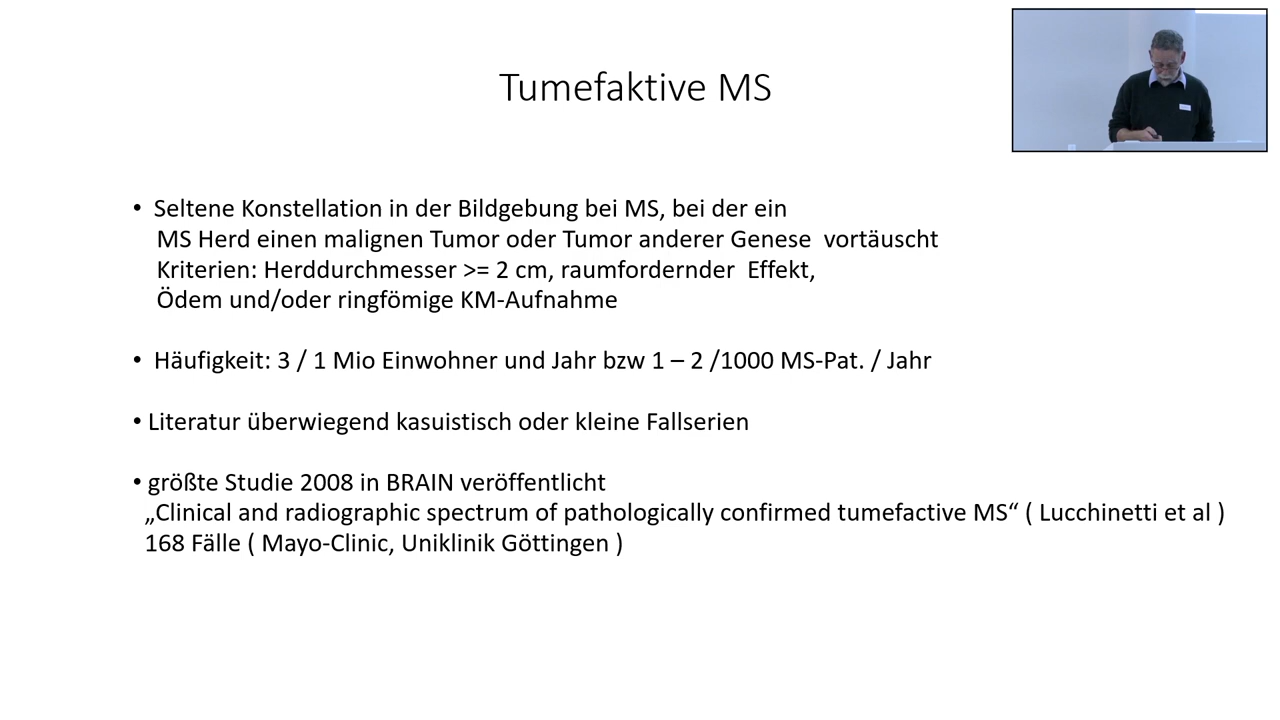 Tumefaktive MS
• Seltene Konstellation in der Bildgebung bei MS, bei der ein
MS Herd einen malignen Tumor oder Tumor anderer Genese vortäuscht
Kriterien: Herddurchmesser >= 2 cm, raumfordernder Effekt,
Ödem und/oder ringfömige KM-Aufnahme
• Häufigkeit: 3 / 1 Mio Einwohner und Jahr bzw 1 – 2 /1000 MS-Pat. / Jahr
• Literatur überwiegend kasuistisch oder kleine Fallserien
• größte Studie 2008 in BRAIN veröffentlicht
„Clinical and radiographic spectrum of pathologically confirmed tumefactive MS“ ( Lucchinetti et al )
168 Fälle ( Mayo-Clinic, Uniklinik Göttingen )